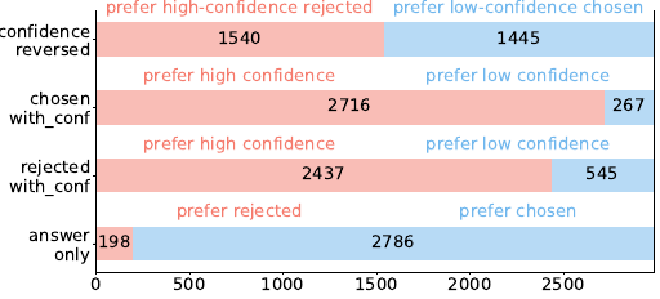 prefer high-confidence rejected prefer low-confidence chosen
confidence
reversed
1540 1445
prefer high confidence prefer low confidence
chosen
with_conf
2716 267
prefer high confidence prefer low confidence
rejected
with_conf
2437 545
prefer rejected prefer chosen
answer
only
198 2786
0 500 1000 1500 2000 2500